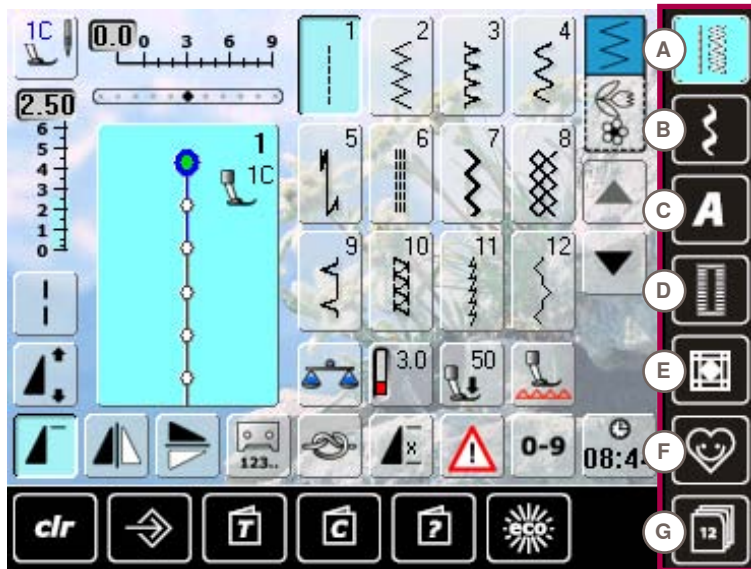 1C 0.0 0 3 6 9 1 2 3 4 A
2.50 B
6 5 4 3 2 1 0
1 5 6 7 8
1C C
9 10 11 12 D
3.0 50 E
123.. x ! 0-9 08:44 F
clr T C ? eco 12 G
A